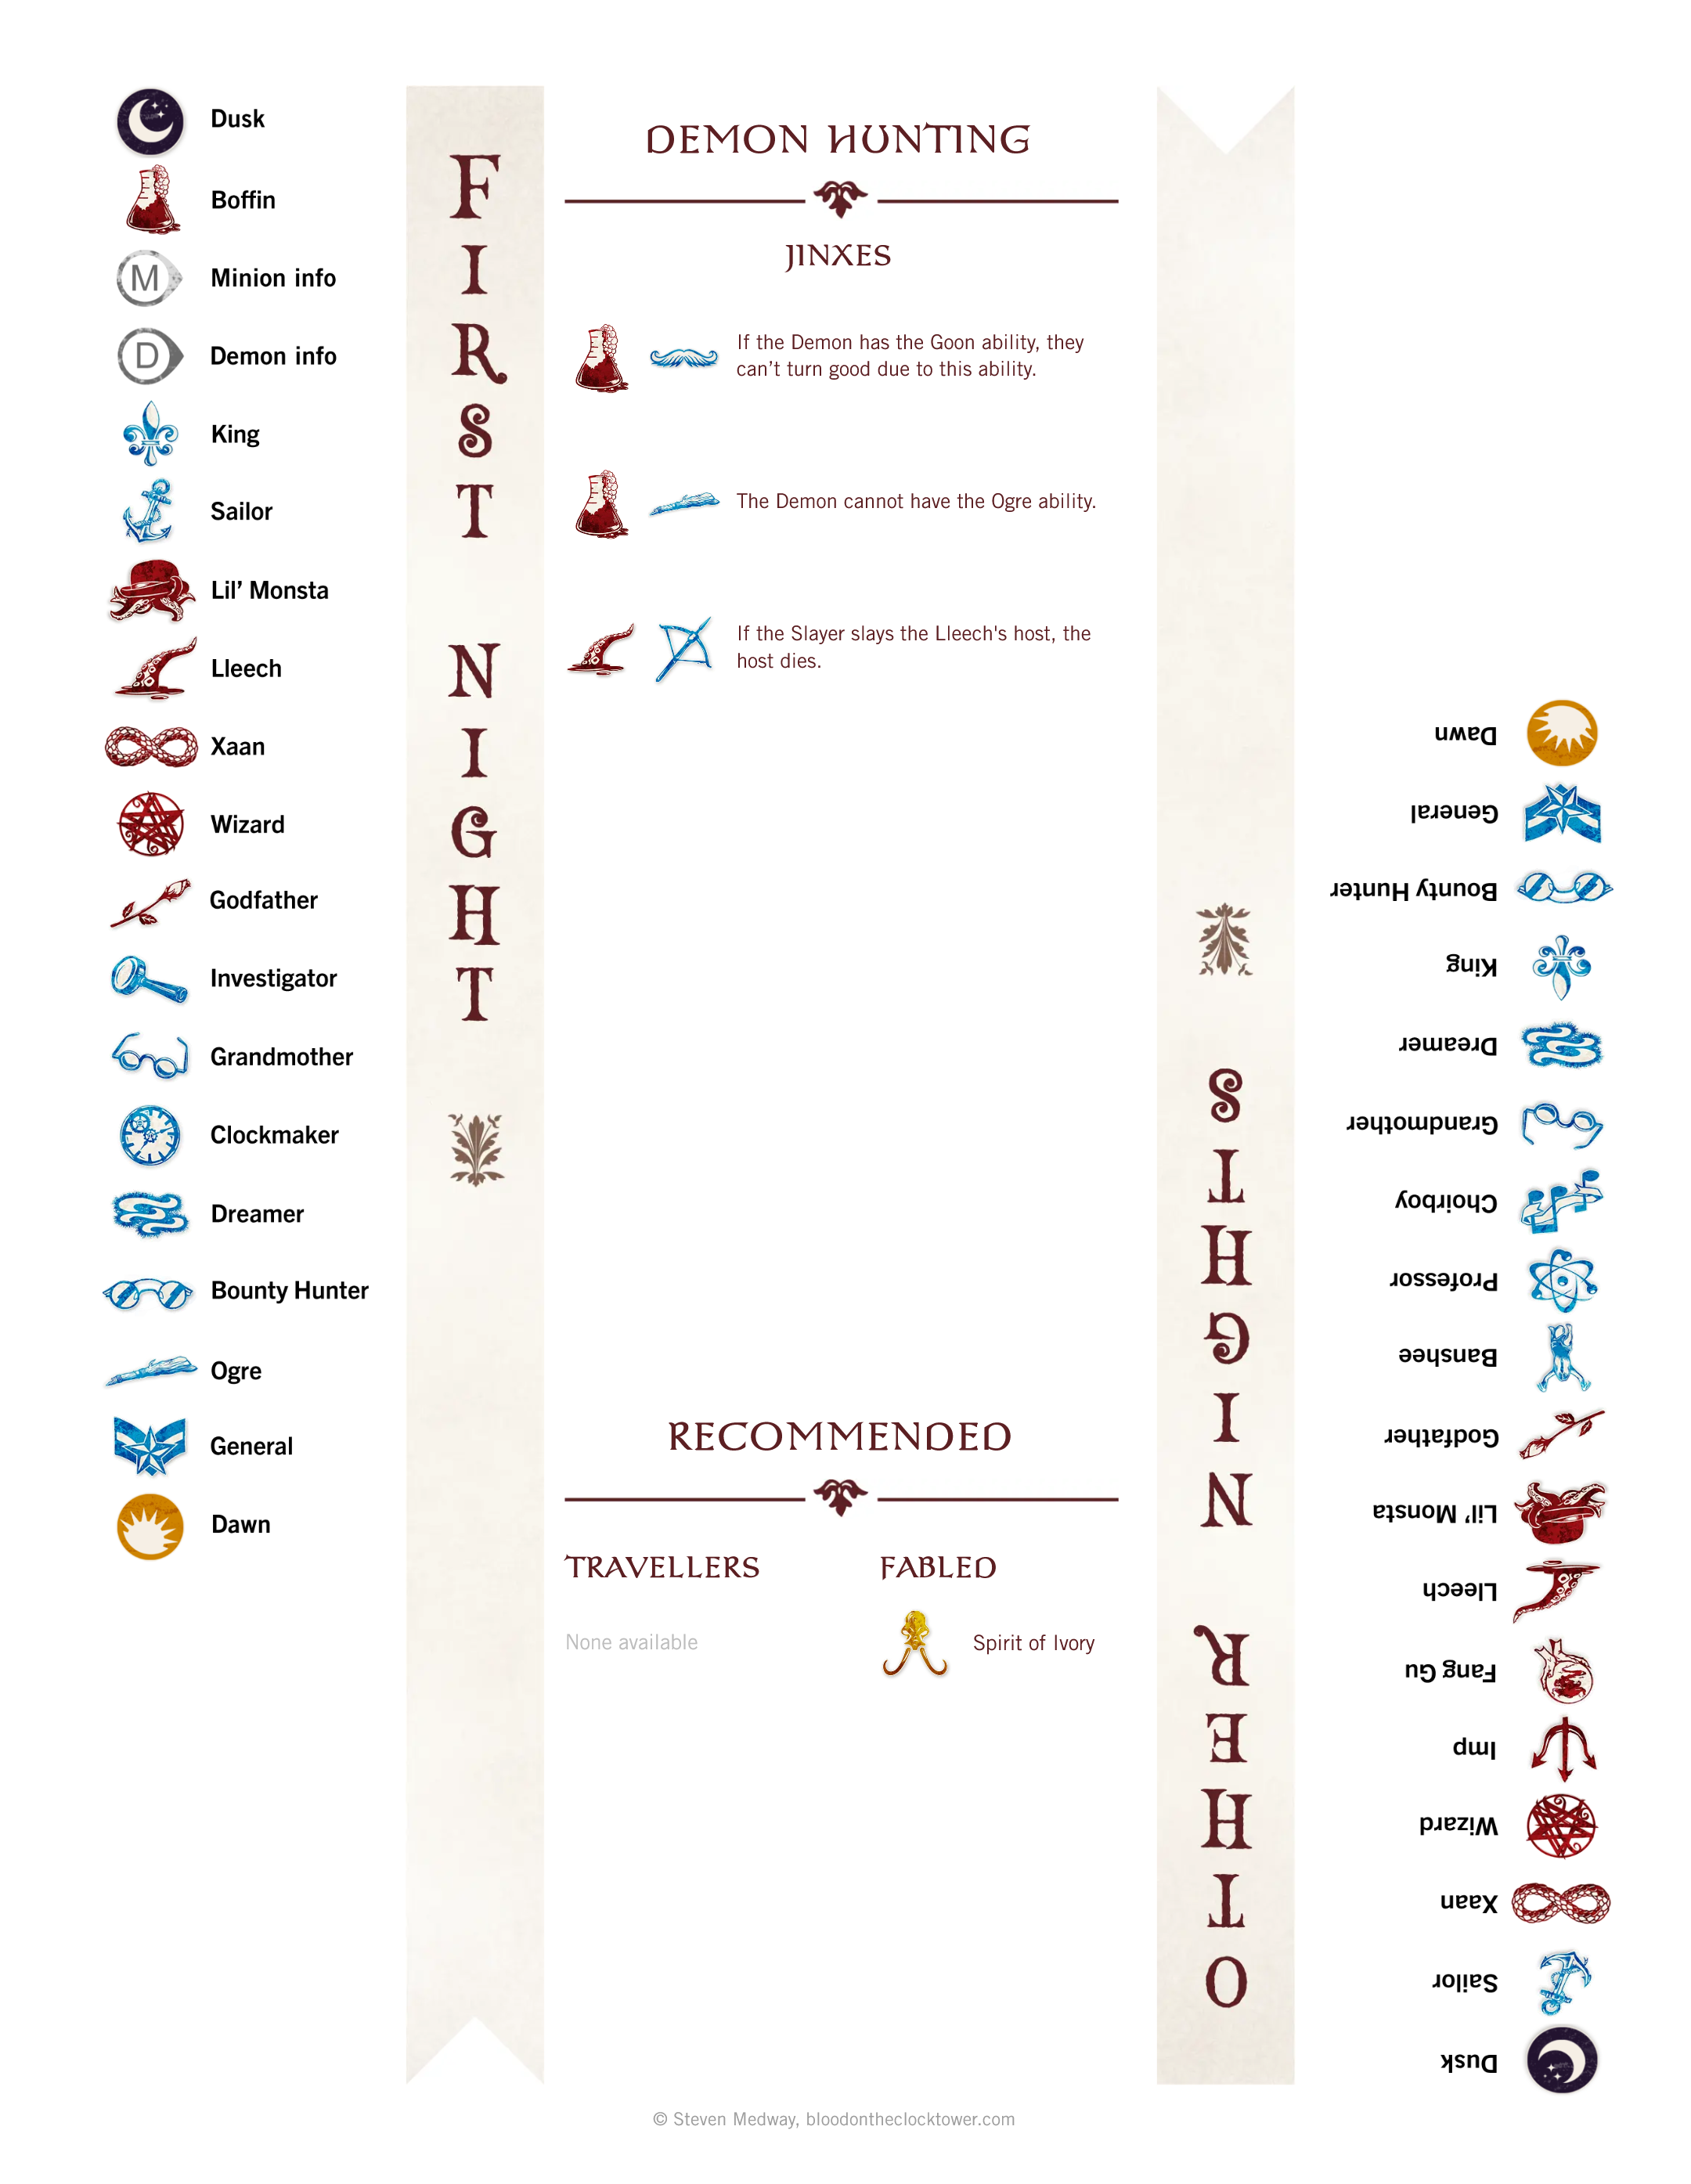 Dusk
Boffin
M
Minion info
D
Demon info
King
Sailor
Lil' Monsta
Lleech
Xaan
Wizard
Godfather
Investigator
Grandmother
Clockmaker
Dreamer
Bounty Hunter
Ogre
General
Dawn
FIRST NIGHT
DEMON HUNTING
JINXES
If the Demon has the Goon ability, they
can’t turn good due to this ability.
The Demon cannot have the Ogre ability.
If the Slayer slays the Lleech's host, the
host dies.
RECOMMENDED
TRAVELLERS
None available
FABLED
Spirit of Ivory
OTHER NIGHTS
Dusk
Sailor
Xaan
Wizard
Imp
Fang Gu
Lleech
Lil' Monsta
Godfather
Banshee
Professor
Choirboy
Grandmother
Dreamer
King
Bounty Hunter
General
Dawn
© Steven Medway, bloodontheclocktower.com